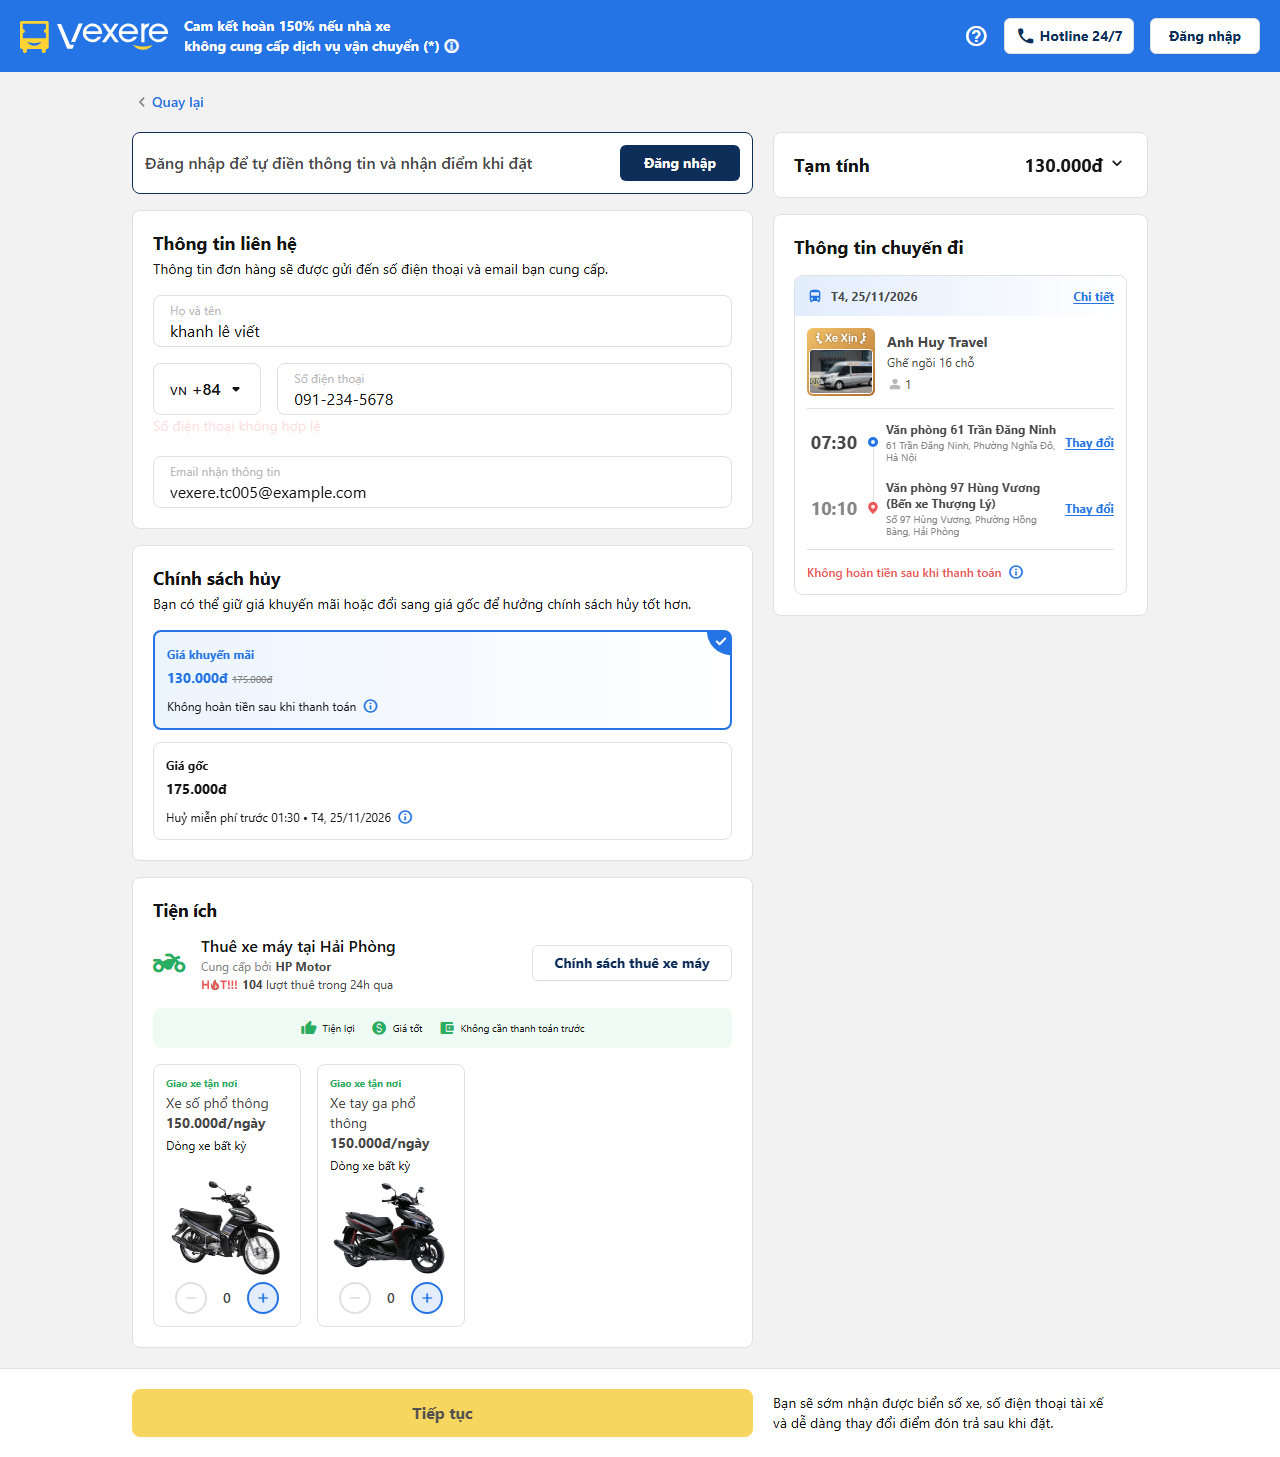 vexere
Cam kết hoàn 150% nếu nhà xe
không cung cấp dịch vụ vận chuyển (*)
Hotline 24/7
Đăng nhập
Quay lại
Đăng nhập để tự điền thông tin và nhận điểm khi đặt
Đăng nhập
Thông tin liên hệ
Thông tin đơn hàng sẽ được gửi đến số điện thoại và email bạn cung cấp.
Họ và tên
khanh lê viết
VN +84
Số điện thoại
091-234-5678
Số điện thoại không hợp lệ
Email nhận thông tin
vexere.tc005@example.com
Chính sách hủy
Bạn có thể giữ giá khuyến mãi hoặc đổi sang giá gốc để hưởng chính sách hủy tốt hơn.
Giá khuyến mãi
130.000đ 175.000đ
Không hoàn tiền sau khi thanh toán
Giá gốc
175.000đ
Huỷ miễn phí trước 01:30 • T4, 25/11/2026
Tiện ích
Thuê xe máy tại Hải Phòng
Cung cấp bởi HP Motor
HOT!!! 104 lượt thuê trong 24h qua
Chính sách thuê xe máy
Tiện lợi
Giá tốt
Không cần thanh toán trước
Giao xe tận nơi
Xe số phổ thông
150.000đ/ngày
Dòng xe bất kỳ
0
Giao xe tận nơi
Xe tay ga phổ
thông
150.000đ/ngày
Dòng xe bất kỳ
0
Tạm tính
130.000đ
Thông tin chuyến đi
T4, 25/11/2026
Chi tiết
Xe Xịn
Anh Huy Travel
Ghế ngồi 16 chỗ
1
07:30
Văn phòng 61 Trần Đăng Ninh
61 Trần Đăng Ninh, Phường Nghĩa Đô,
Hà Nội
Thay đổi
10:10
Văn phòng 97 Hùng Vương
(Bến xe Thượng Lý)
Số 97 Hùng Vương, Phường Hồng
Bàng, Hải Phòng
Thay đổi
Không hoàn tiền sau khi thanh toán
Tiếp tục
Bạn sẽ sớm nhận được biển số xe, số điện thoại tài xế
và dễ dàng thay đổi điểm đón trả sau khi đặt.